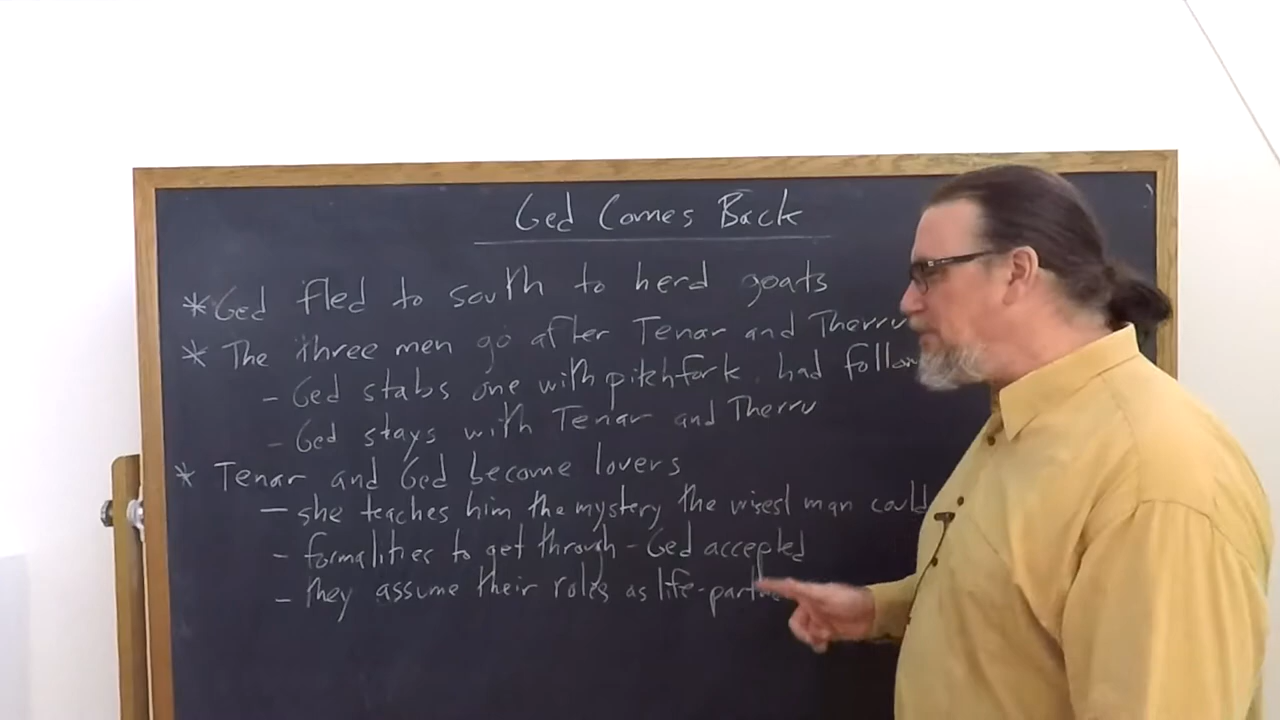 Ged Comes Back
* Ged fled to south to herd goats
* The three men go after Tenar and Therru
- Ged stabs one with pitchfork. had follow
- Ged stays with Tenar and Therru
* Tenar and Ged become lovers
- she teaches him the mystery the wisest man could
- formalities to get through - Ged accepted
- they assume their roles as life-partne